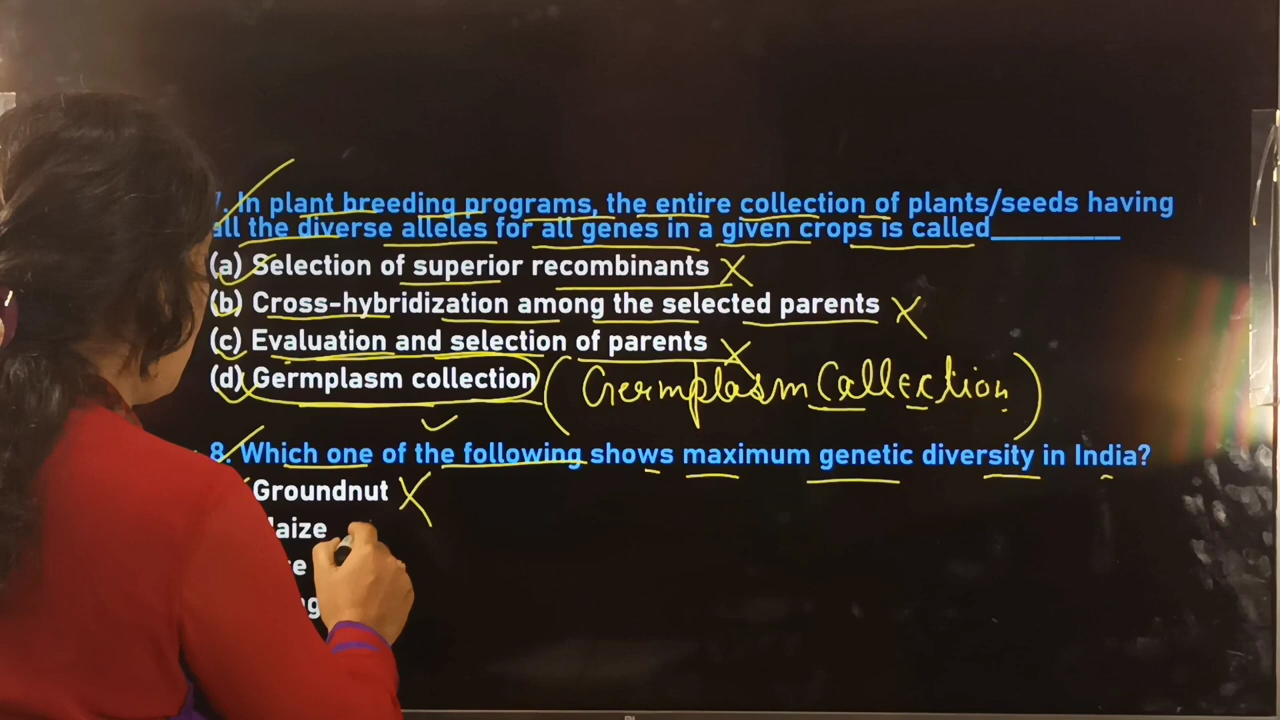 7. In plant breeding programs, the entire collection of plants/seeds having
all the diverse alleles for all genes in a given crops is called__________
(a) Selection of superior recombinants X
(b) Cross-hybridization among the selected parents X
(c) Evaluation and selection of parents X
(d) Germplasm collection (Germplasm Collection)
8. Which one of the following shows maximum genetic diversity in India?
Groundnut X